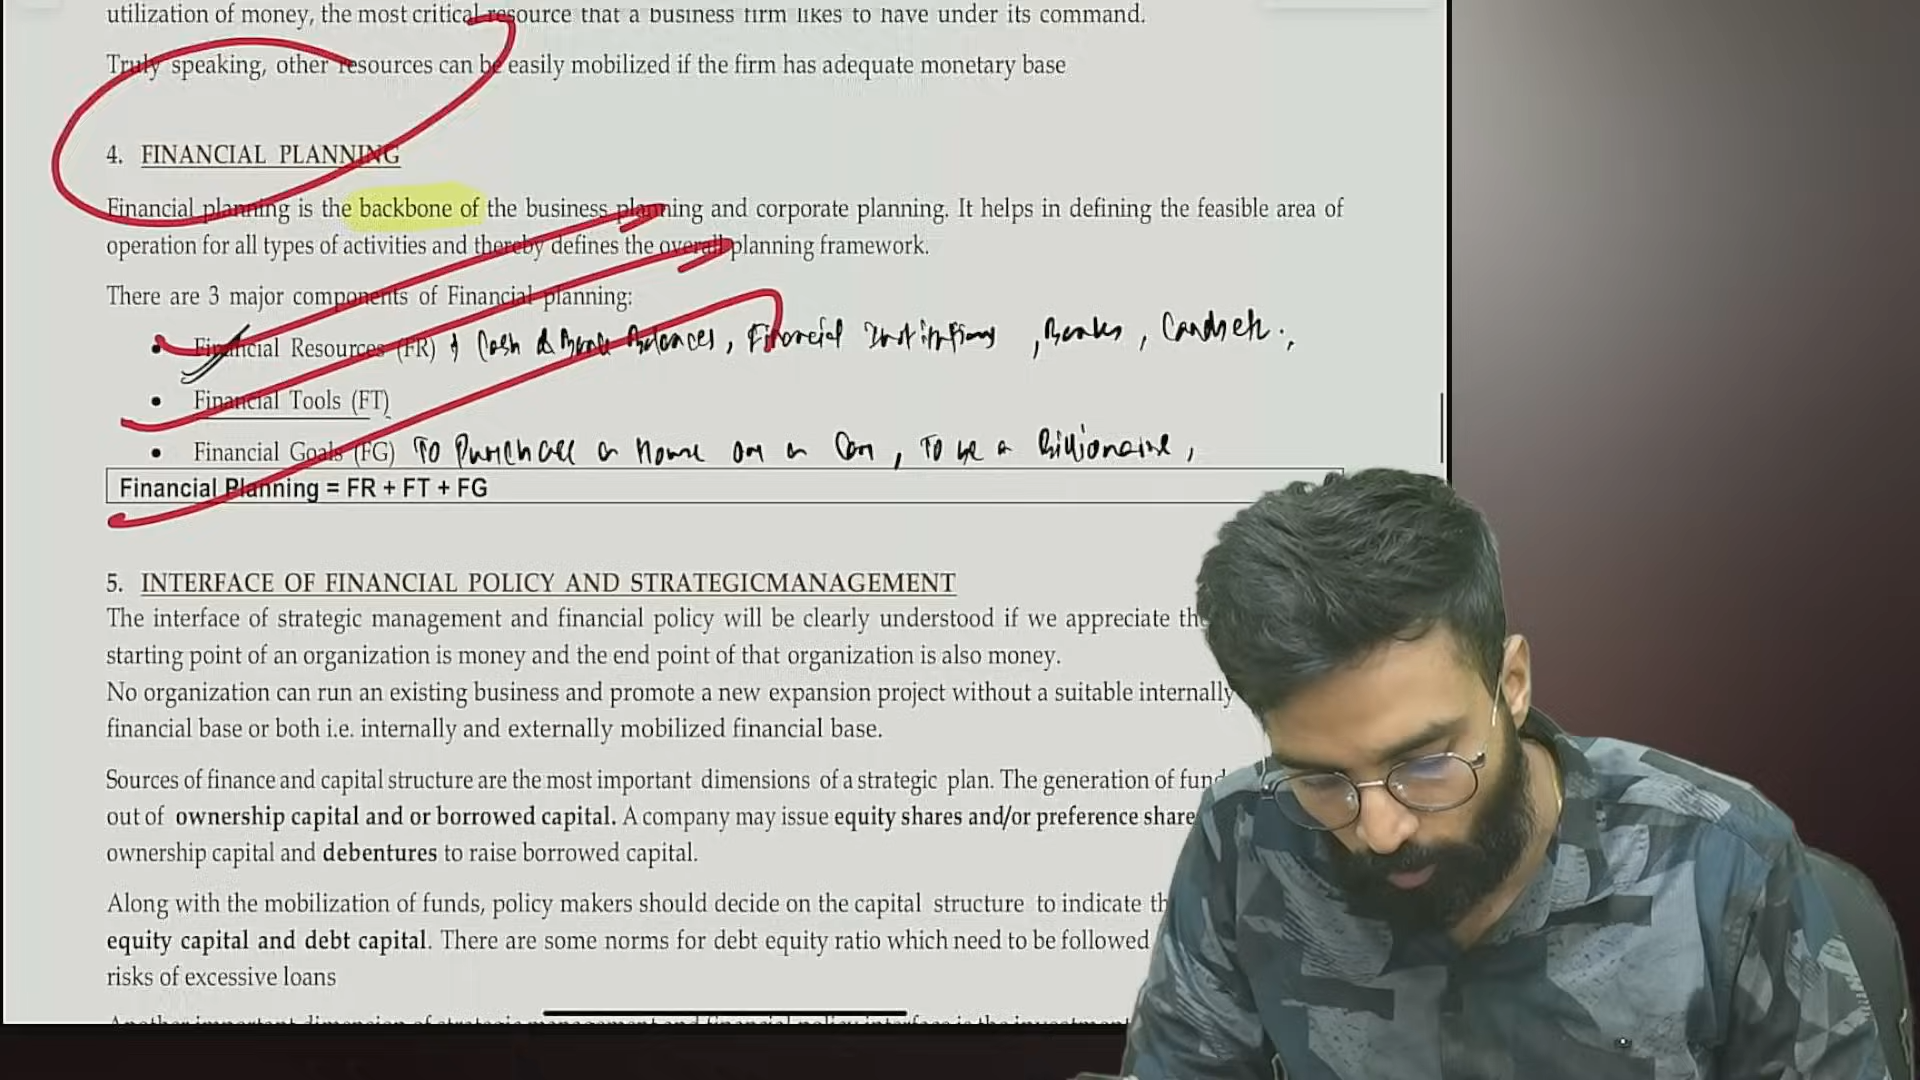 utilization of money, the most critical resource that a business firm likes to have under its command.
Truly speaking, other resources can be easily mobilized if the firm has adequate monetary base
4. FINANCIAL PLANNING
Financial planning is the backbone of the business planning and corporate planning. It helps in defining the feasible area of
operation for all types of activities and thereby defines the overall planning framework.
There are 3 major components of Financial planning:
• Financial Resources (FR) Cash & Bank Balances, Financial Institutions, Banks,
• Financial Tools (FT)
• Financial Goals (FG) To Purchase a Home or a Car, To be a Billionaire,
Financial Planning = FR + FT + FG
5. INTERFACE OF FINANCIAL POLICY AND STRATEGICMANAGEMENT
The interface of strategic management and financial policy will be clearly understood if we appreciate the
starting point of an organization is money and the end point of that organization is also money.
No organization can run an existing business and promote a new expansion project without a suitable internally
financial base or both i.e. internally and externally mobilized financial base.
Sources of finance and capital structure are the most important dimensions of a strategic plan. The generation of
out of ownership capital and or borrowed capital. A company may issue equity shares and/or preference share
ownership capital and debentures to raise borrowed capital.
Along with the mobilization of funds, policy makers should decide on the capital structure to indicate
equity capital and debt capital. There are some norms for debt equity ratio which need to be followed
risks of excessive loans
Another important dimension of strategic management and financial policy interface is the investment